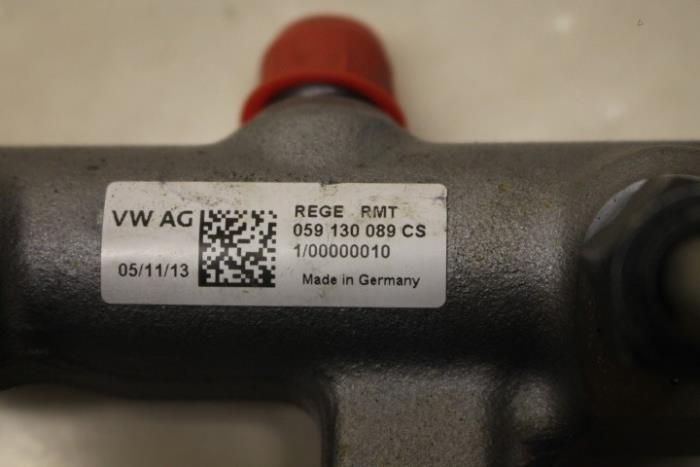 VW AG
05/11/13
REGE RMT
059 130 089 CS
1/00000010
Made in Germany